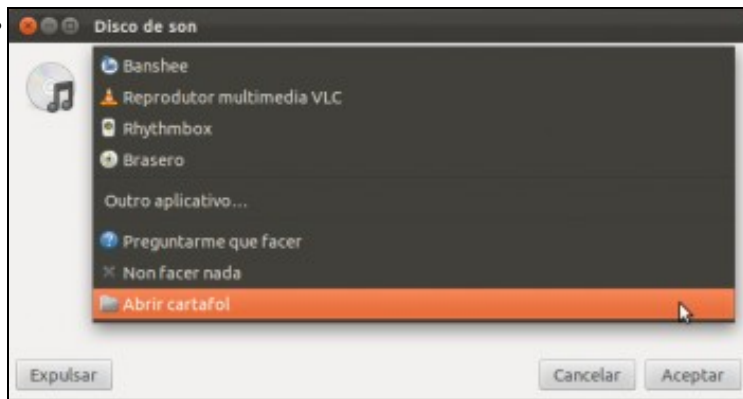 Disco de son
Banshee
Reprodutor multimedia VLC
Rhythmbox
Brasero
Outro aplicativo...
Preguntarme que facer
Non facer nada
Abrir cartafol
Expulsar
Cancelar
Aceptar